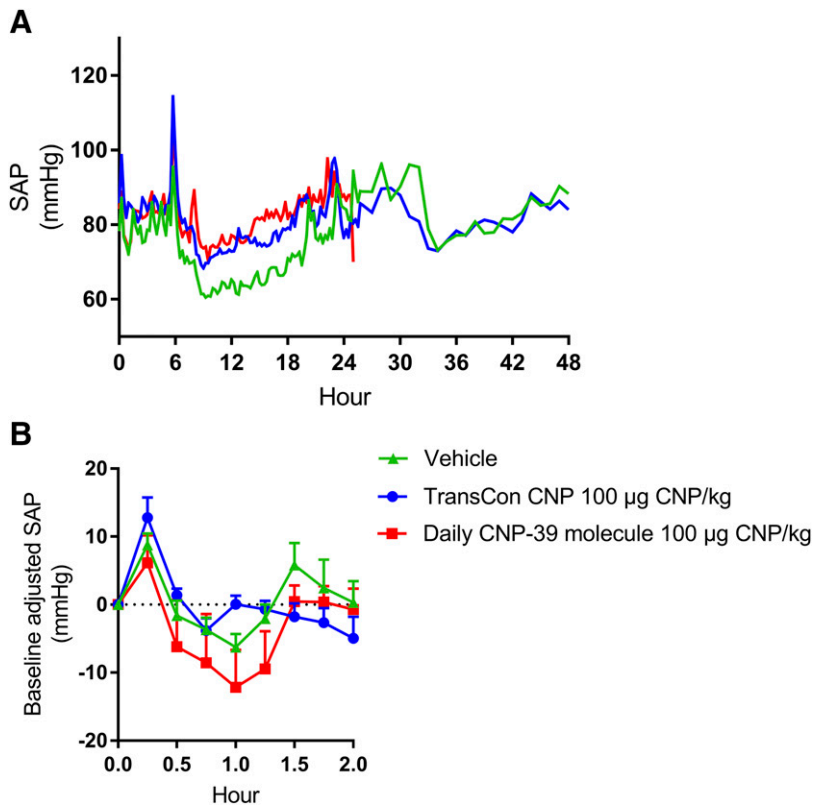 A
SAP
(mmHg)
120
100
80
60
0 6 12 18 24 30 36 42 48
Hour
B
Baseline adjusted SAP
(mmHg)
20
10
0
-10
-20
0.0 0.5 1.0 1.5 2.0
Hour
Vehicle
TransCon CNP 100 µg CNP/kg
Daily CNP-39 molecule 100 µg CNP/kg